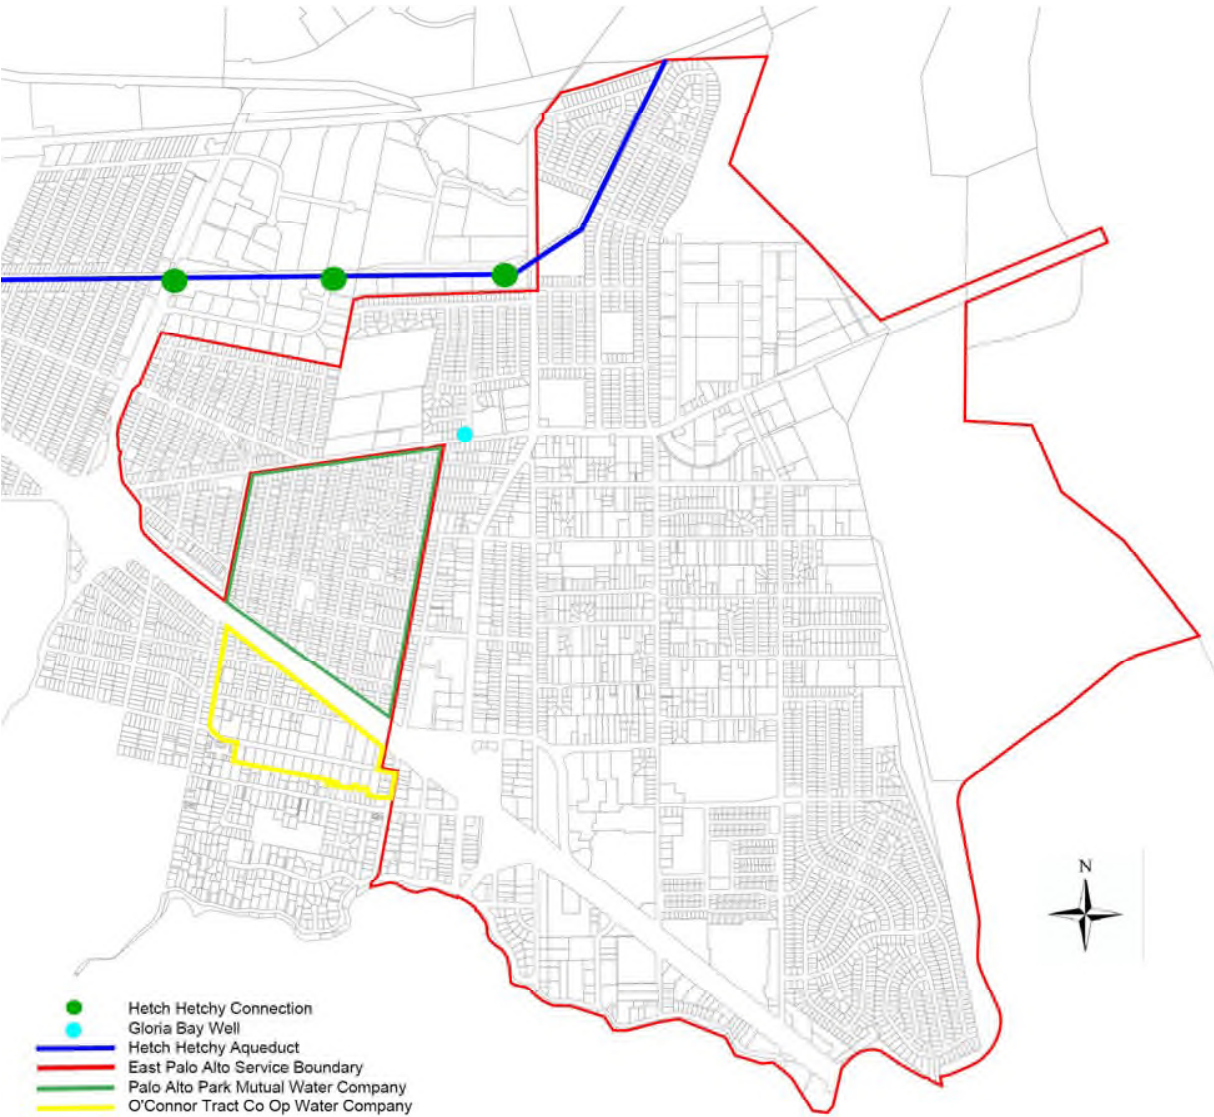 N
Hetch Hetchy Connection
Gloria Bay Well
Hetch Hetchy Aqueduct
East Palo Alto Service Boundary
Palo Alto Park Mutual Water Company
O'Connor Tract Co Op Water Company